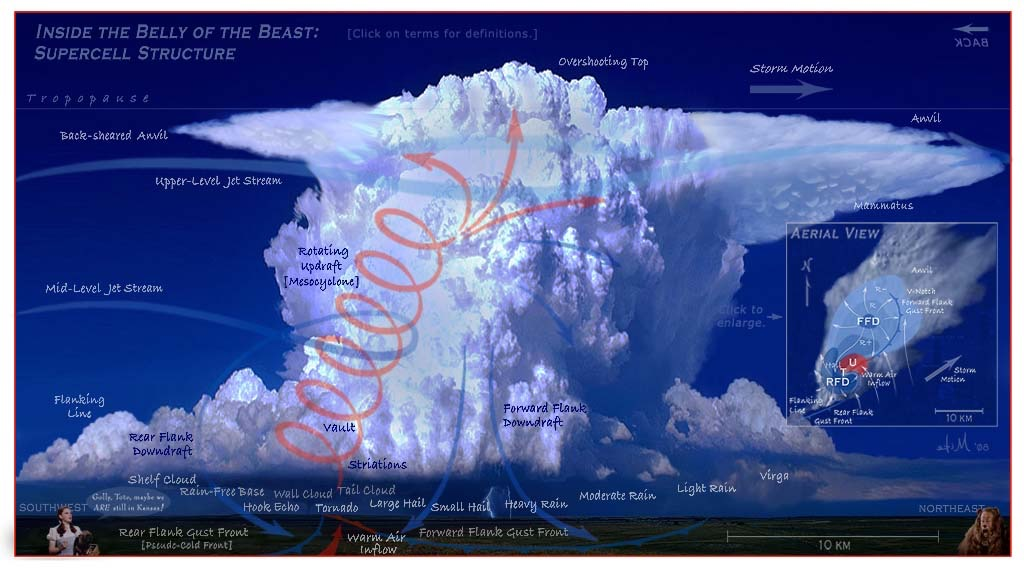 Inside the Belly of the Beast:
Supercell Structure
[Click on terms for definitions.]
BACK
Overshooting Top
Storm Motion
Tropopause
Back-sheared Anvil
Anvil
Upper-Level Jet Stream
Mammatus
Rotating
Updraft
[Mesocyclone]
Mid-Level Jet Stream
Click to
enlarge.
Aerial View
N
Anvil
R-
V-Notch
R
Forward Flank
Gust Front
FFD
R+
Hail
U
T
Warm Air
Inflow
RFD
Storm
Motion
Flanking
Line
Rear Flank
Gust Front
10 KM
Flanking
Line
Vault
Forward Flank
Downdraft
Rear Flank
Downdraft
Striations
Shelf Cloud
Rain-Free Base
Wall Cloud
Tail Cloud
Hook Echo
Tornado
Large Hail
Small Hail
Heavy Rain
Moderate Rain
Light Rain
Virga
Golly, Toto, maybe we
ARE still in Kansas!
SOUTHWEST
NORTHEAST
Rear Flank Gust Front
[Pseudo-Cold Front]
Warm Air
Inflow
Forward Flank Gust Front
10 KM